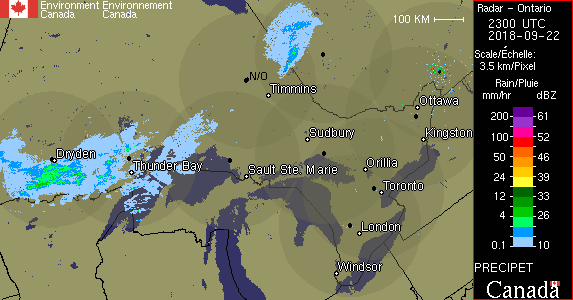 Environment Environnement
Canada Canada
100 KM
N/O
Timmins
Ottawa
Sudbury
Kingston
Dryden
Thunder Bay
Sault Ste. Marie
Orillia
Toronto
London
Windsor
Radar - Ontario
2300 UTC
2018-09-22
Scale/Échelle:
3.5 km/Pixel
Rain/Pluie
mm/hr dBZ
200 61
100 52
50 46
24 39
12 33
4 26
1 20
0.1 10
PRECIPET
Canada